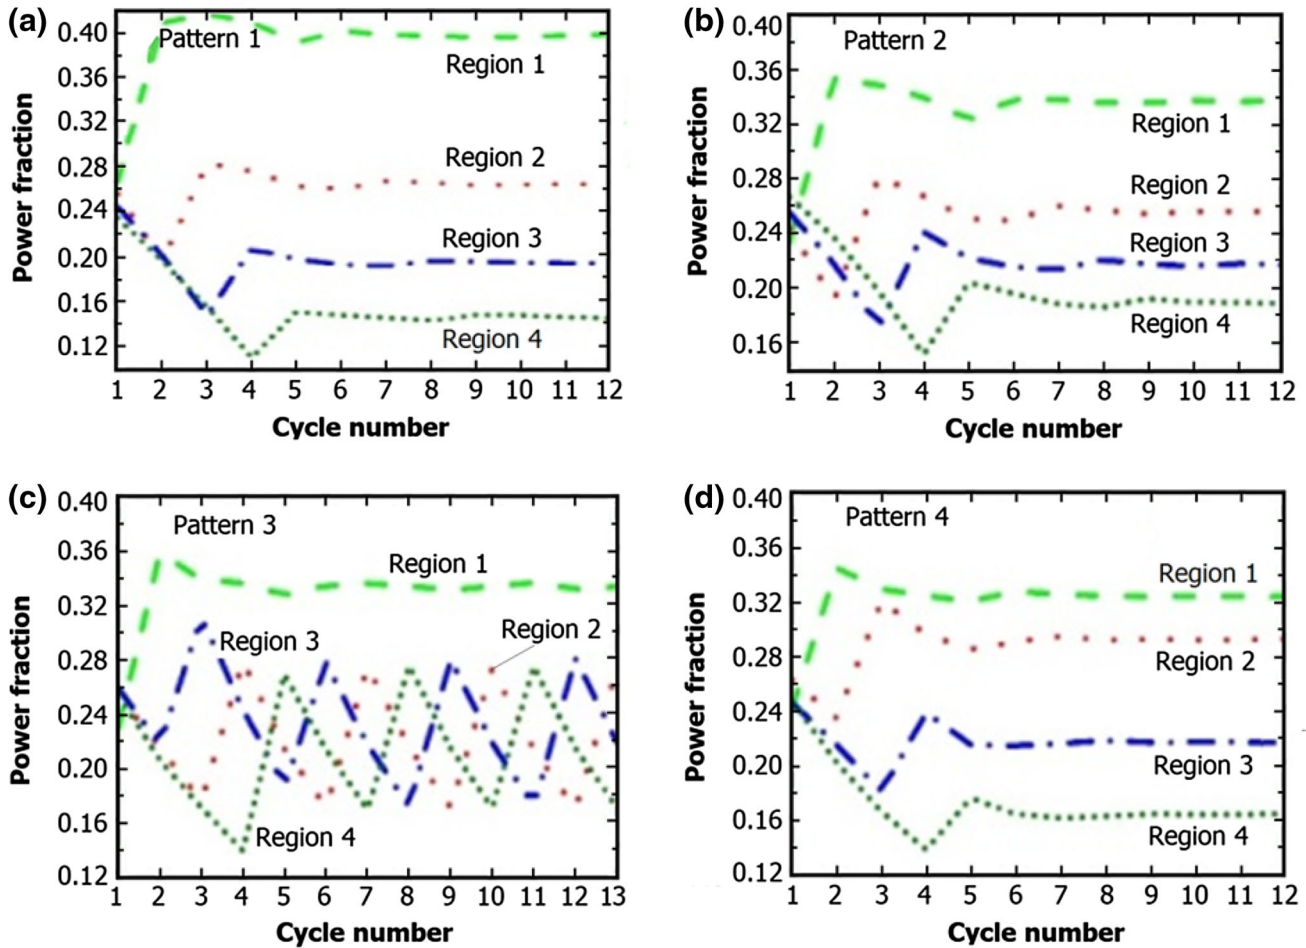 (a)
0.40
0.36
0.32
0.28
0.24
0.20
0.16
0.12
Power fraction
Pattern 1
Region 1
Region 2
Region 3
Region 4
1 2 3 4 5 6 7 8 9 10 11 12
Cycle number
(b)
0.40
0.36
0.32
0.28
0.24
0.20
0.16
Power fraction
Pattern 2
Region 1
Region 2
Region 3
Region 4
1 2 3 4 5 6 7 8 9 10 11 12
Cycle number
(c)
0.40
0.36
0.32
0.28
0.24
0.20
0.16
0.12
Power fraction
Pattern 3
Region 1
Region 2
Region 3
Region 4
1 2 3 4 5 6 7 8 9 10 11 12 13
Cycle number
(d)
0.40
0.36
0.32
0.28
0.24
0.20
0.16
0.12
Power fraction
Pattern 4
Region 1
Region 2
Region 3
Region 4
1 2 3 4 5 6 7 8 9 10 11 12
Cycle number